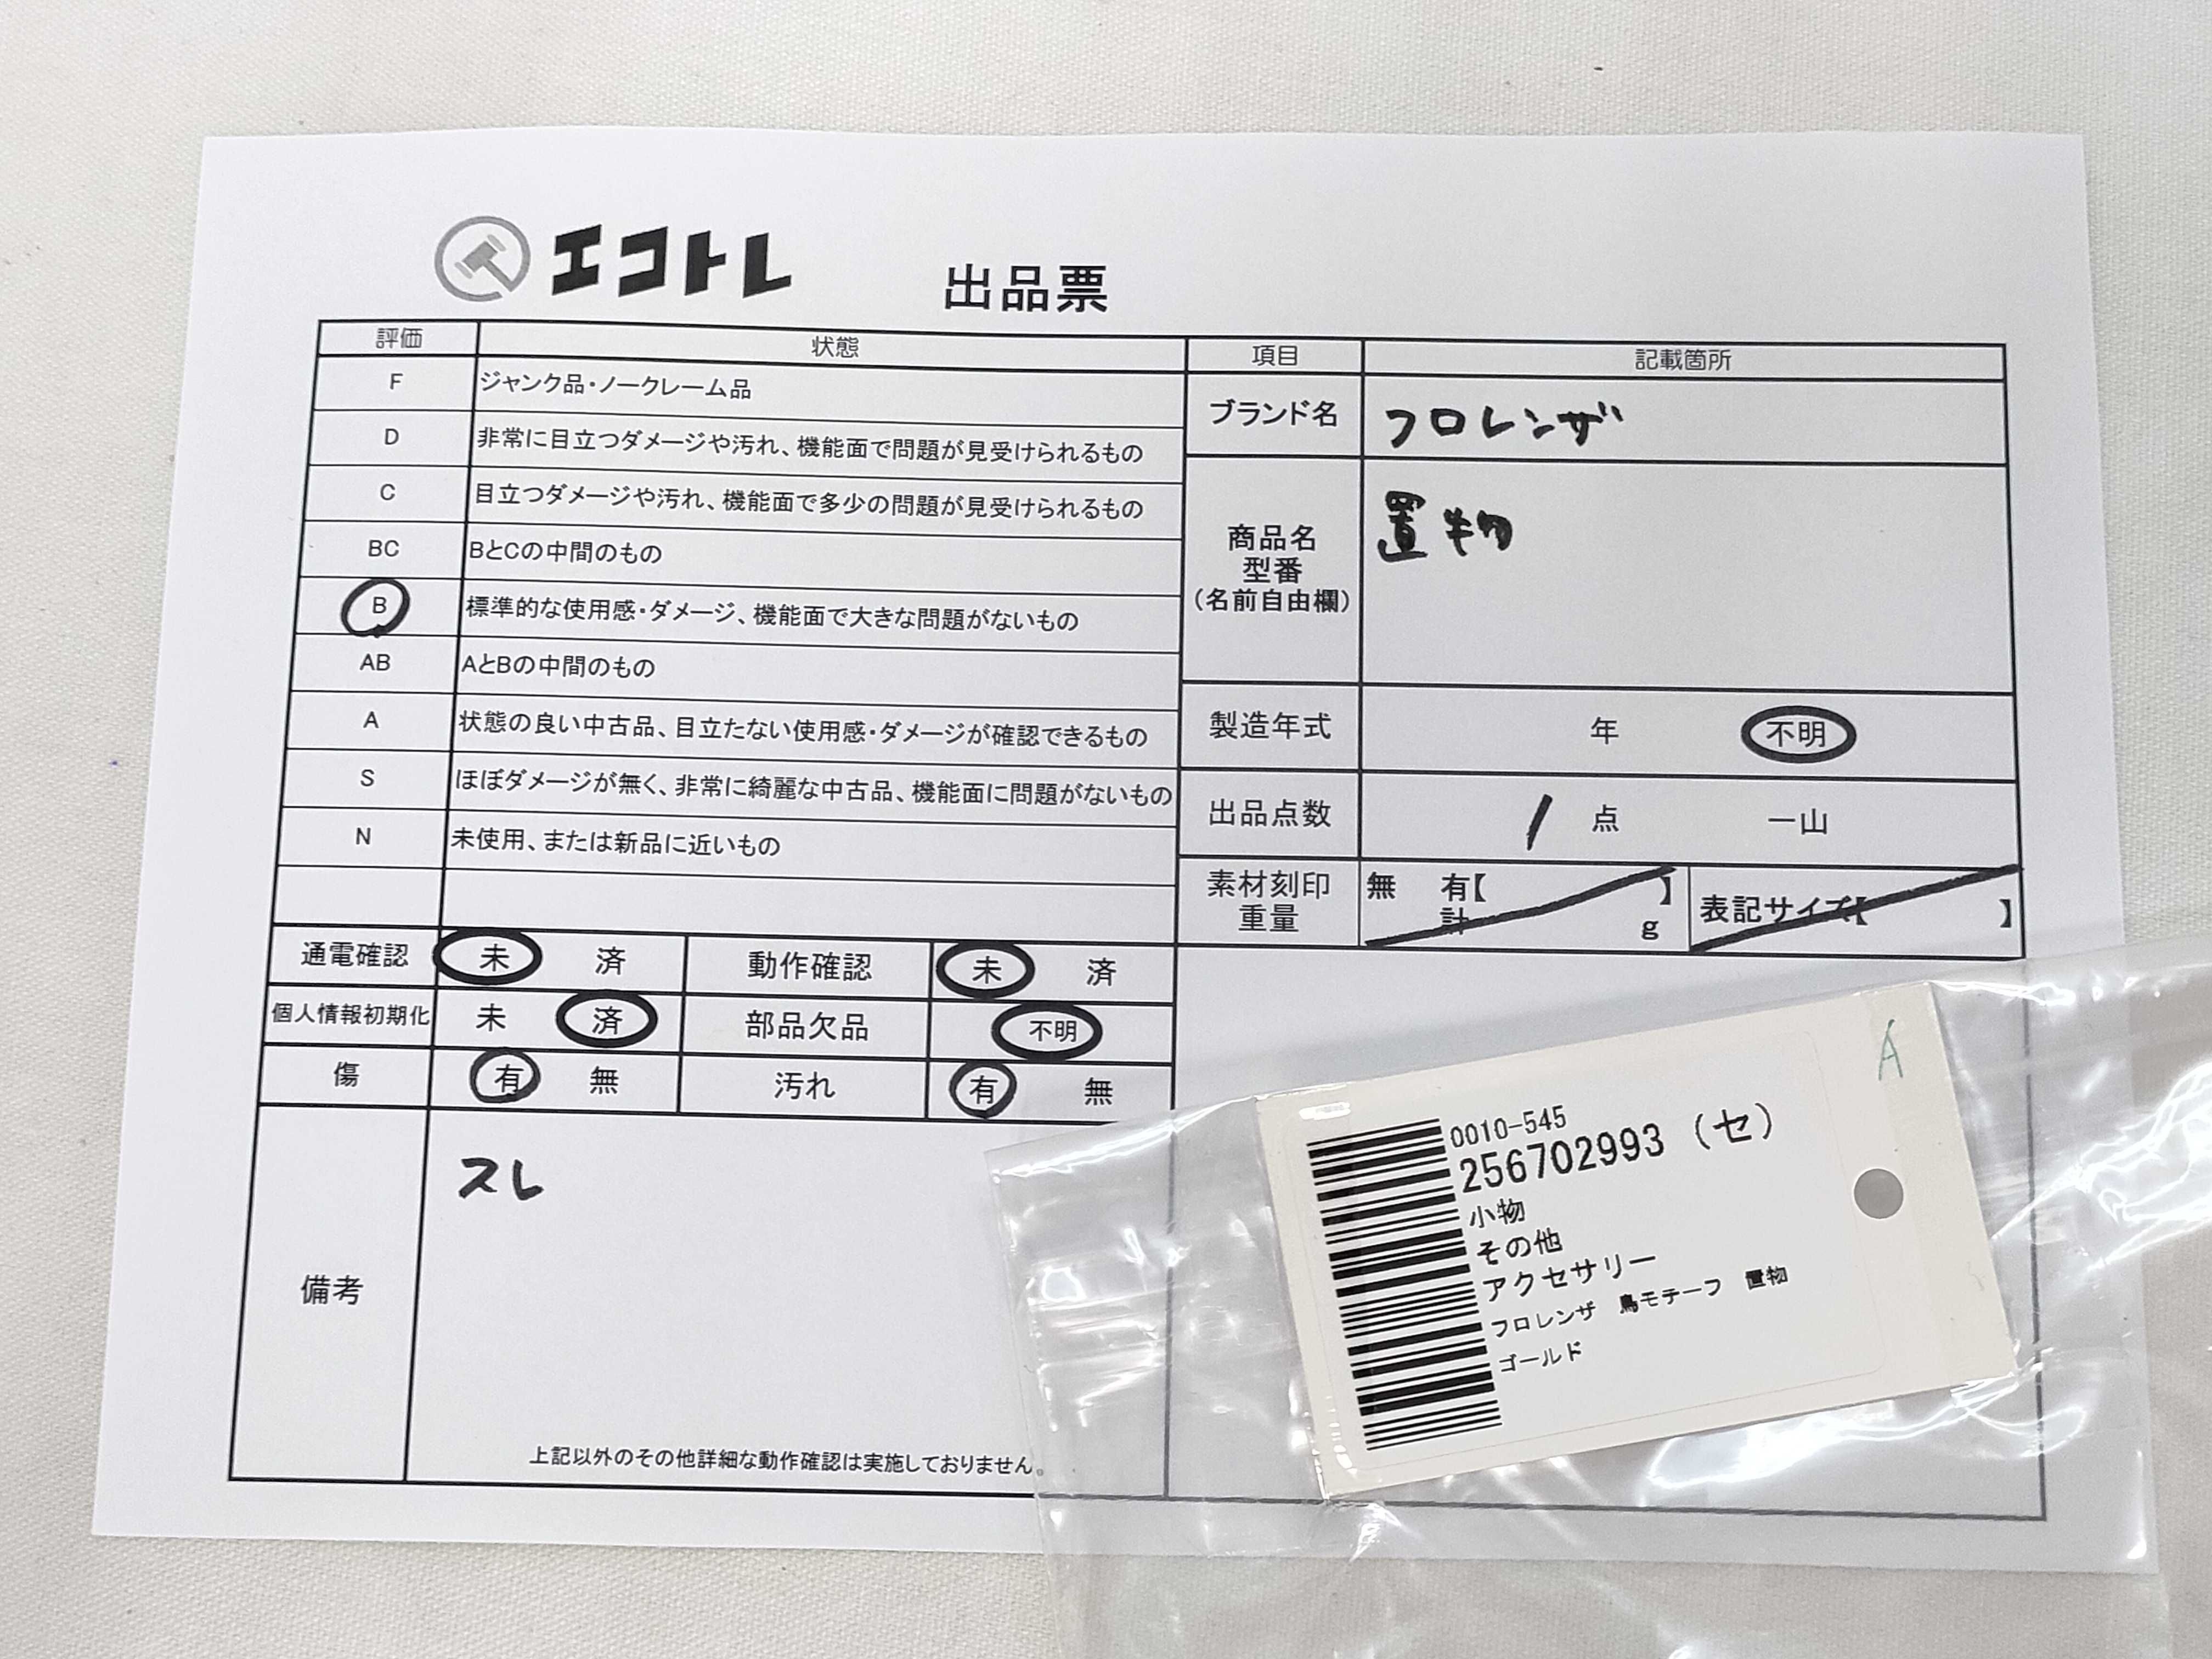 エコトレ
出品票
評価 状態
F ジャンク品・ノークレーム品
D 非常に目立つダメージや汚れ、機能面で問題が見受けられるもの
C 目立つダメージや汚れ、機能面で多少の問題が見受けられるもの
BC BとCの中間のもの
B 標準的な使用感・ダメージ、機能面で大きな問題がないもの
AB AとBの中間のもの
A 状態の良い中古品、目立たない使用感・ダメージが確認できるもの
S ほぼダメージが無く、非常に綺麗な中古品、機能面に問題がないもの
N 未使用、または新品に近いもの
項目 記載箇所
ブランド名 フロレンザ
商品名
型番
(名前自由欄)
置物
製造年式 年 不明
出品点数 1 点 一山
素材刻印
重量
無 有【 】
計 g
表記サイズ【 】
通電確認 未 済 動作確認 未 済
個人情報初期化 未 済 部品欠品 不明
傷 有 無 汚れ 有 無
備考
スレ
上記以外のその他詳細な動作確認は実施しておりません。
A
0010-545
256702993 (セ)
小物
その他
アクセサリー
フロレンザ 鳥モチーフ 置物
ゴールド